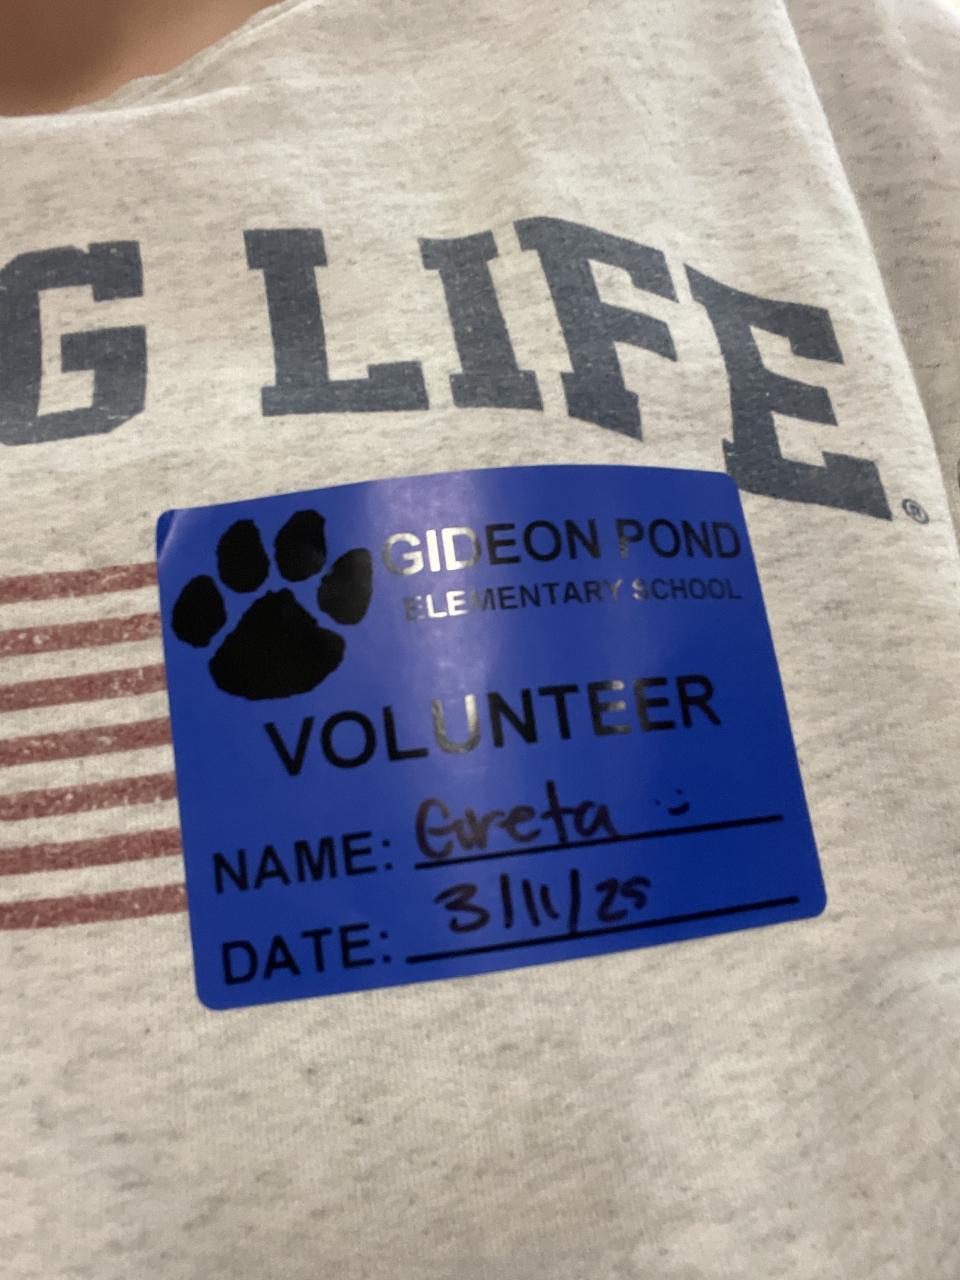 G LIFE®
GIDEON POND
ELEMENTARY SCHOOL
VOLUNTEER
NAME: Greta :)
DATE: 3/11/25